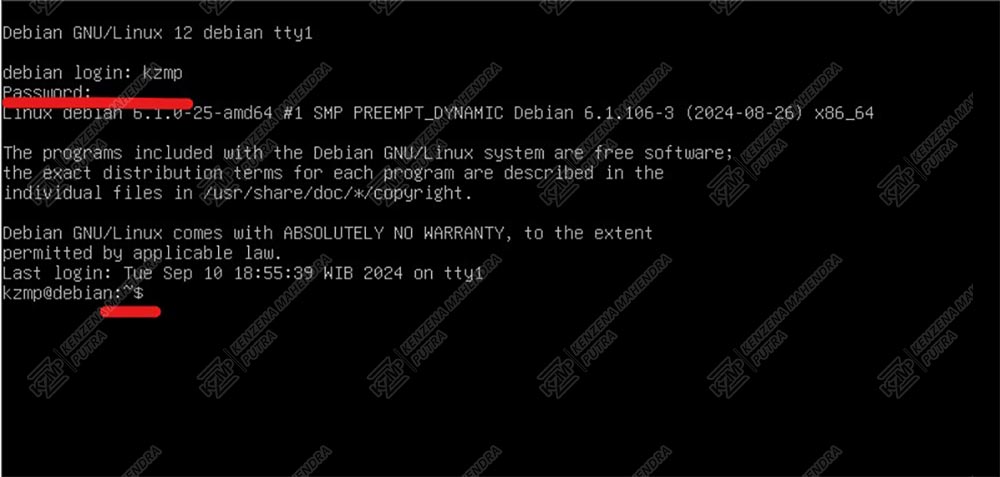 Debian GNU/Linux 12 debian tty1
debian login: kzmp
Password:
Linux debian 6.1.0-25-amd64 #1 SMP PREEMPT_DYNAMIC Debian 6.1.106-3 (2024-08-26) x86_64
The programs included with the Debian GNU/Linux system are free software;
the exact distribution terms for each program are described in the
individual files in /usr/share/doc/*/copyright.
Debian GNU/Linux comes with ABSOLUTELY NO WARRANTY, to the extent
permitted by applicable law.
Last login: Tue Sep 10 18:55:39 WIB 2024 on tty1
kzmp@debian:~$
KZMP KENZENA MAHENDRA
PUTRA